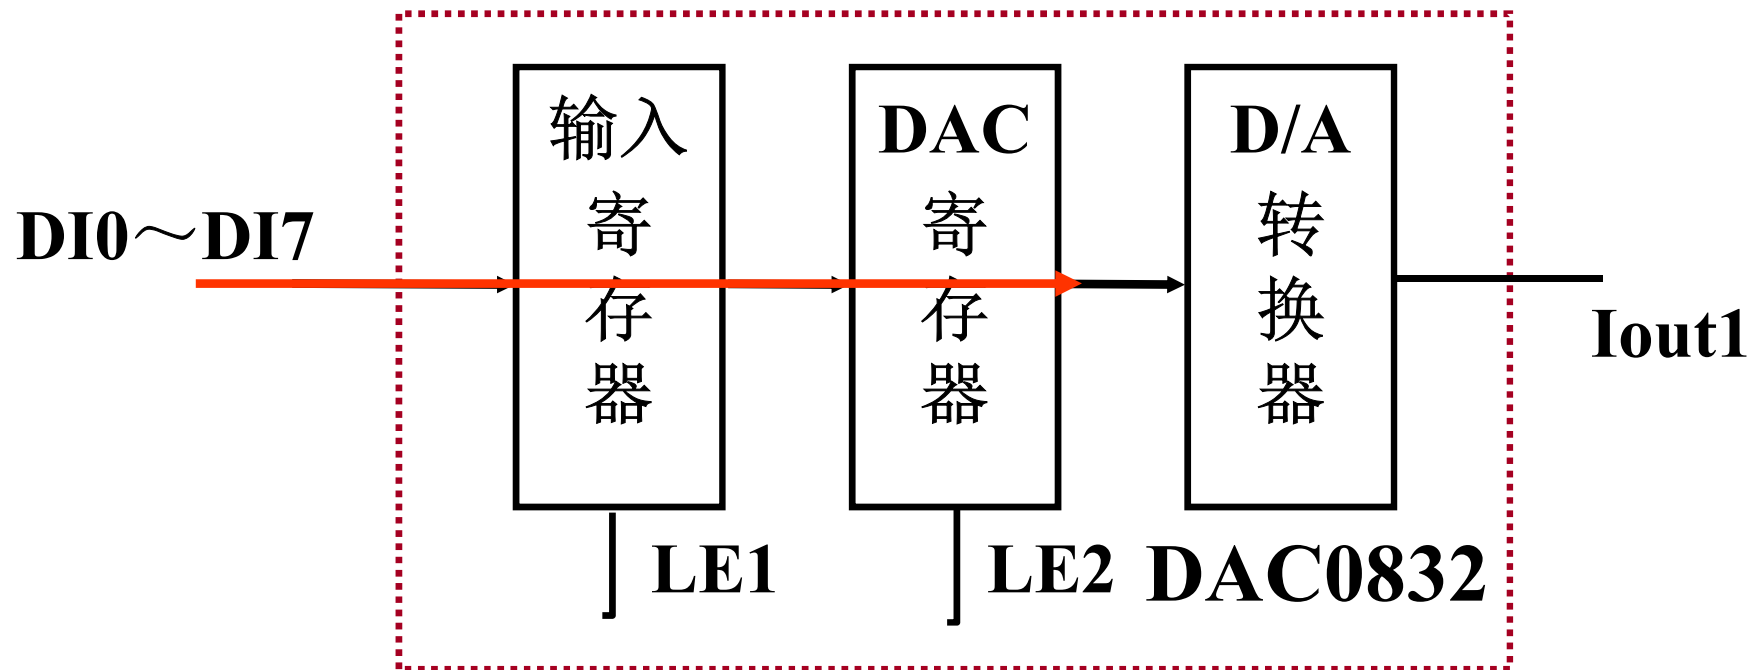 DI0～DI7
输入
寄
存
器
LE1
DAC
寄
存
器
LE2
D/A
转
换
器
DAC0832
Iout1